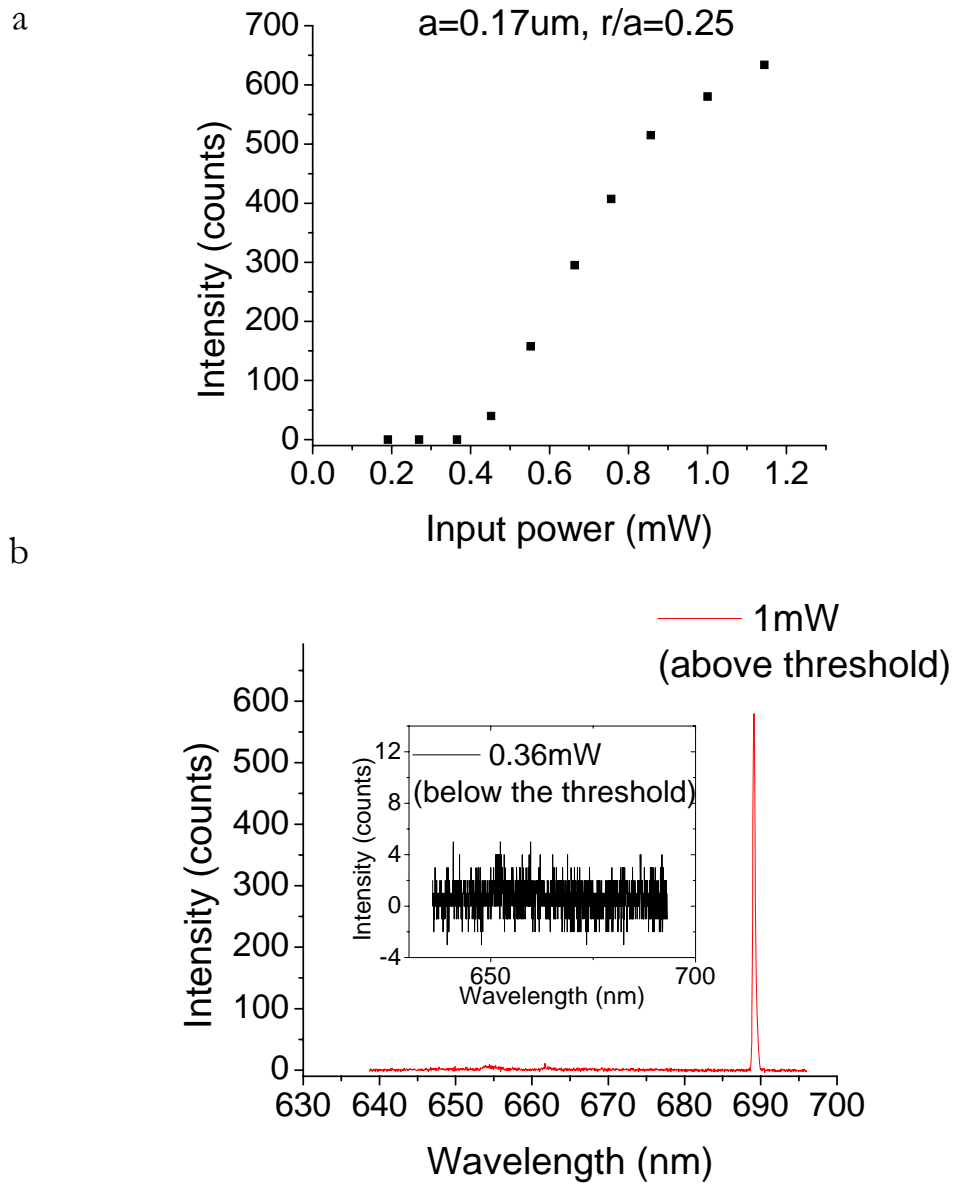 a
a=0.17um, r/a=0.25
700
600
500
400
300
200
100
0
Intensity (counts)
0.0 0.2 0.4 0.6 0.8 1.0 1.2
Input power (mW)
b
1mW
(above threshold)
600
500
400
300
200
100
0
Intensity (counts)
0.36mW
(below the threshold)
12
8
4
0
-4
Intensity (counts)
650 700
Wavelength (nm)
630 640 650 660 670 680 690 700
Wavelength (nm)